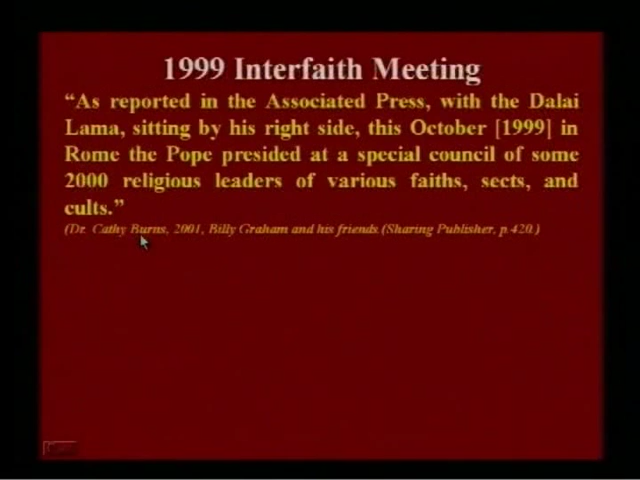 1999 Interfaith Meeting
“As reported in the Associated Press, with the Dalai
Lama, sitting by his right side, this October [1999] in
Rome the Pope presided at a special council of some
2000 religious leaders of various faiths, sects, and
cults.”
(Dr. Cathy Burns, 2001, Billy Graham and his friends (Sharing Publisher, p.420.)